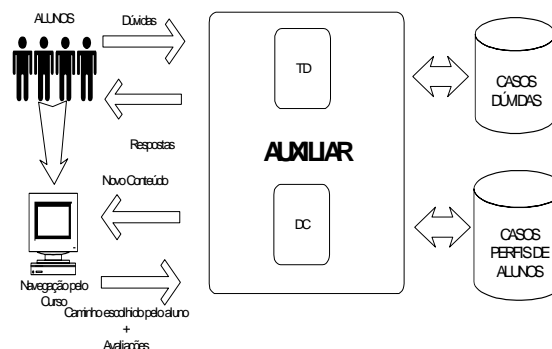 ALUNOS
Dúvidas
TD
CASOS
DÚVIDAS
Respostas
AUXILIAR
Novo Conteúdo
DC
CASOS
PERFIS DE
ALUNOS
Navegação pelo
Curso
Caminho escolhido pelo aluno
+
Avaliações